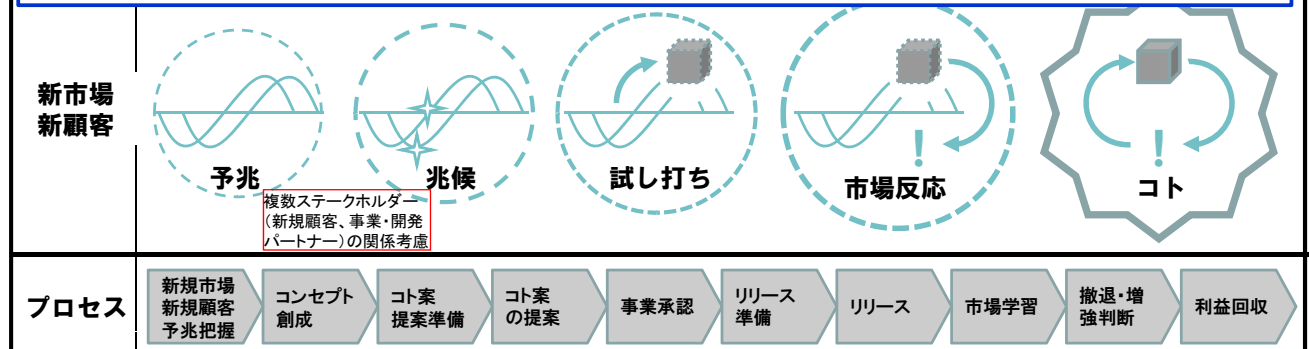 新市場
新顧客
予兆
兆候
試し打ち
市場反応
コト
複数ステークホルダー
（新規顧客、事業・開発
パートナー）の関係考慮
!
!
プロセス
新規市場
新規顧客
予兆把握
コンセプト
創成
コト案
提案準備
コト案
の提案
事業承認
リリース
準備
リリース
市場学習
撤退・増
強判断
利益回収